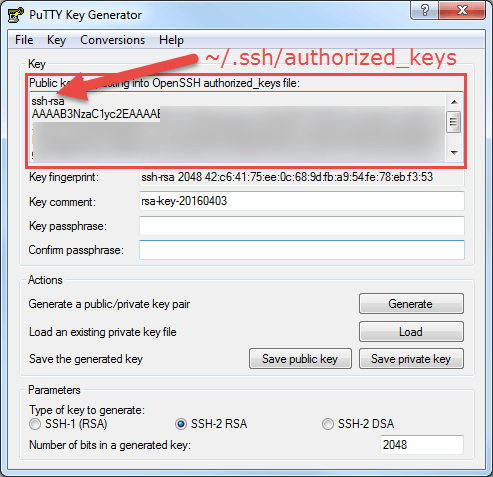 PuTTY Key Generator
File Key Conversions Help
~/.ssh/authorized_keys
Key
Public key sting into OpenSSH authorized_keys file:
ssh-rsa
AAAAB3NzaC1yc2EAAAAB
Key fingerprint: ssh-rsa 2048 42:c6:41:75:ee:0c:68:9d:fb:a9:54:fe:78:eb:f3:53
Key comment: rsa-key-20160403
Key passphrase:
Confirm passphrase:
Actions
Generate a public/private key pair Generate
Load an existing private key file Load
Save the generated key Save public key Save private key
Parameters
Type of key to generate:
SSH-1 (RSA) SSH-2 RSA SSH-2 DSA
Number of bits in a generated key: 2048